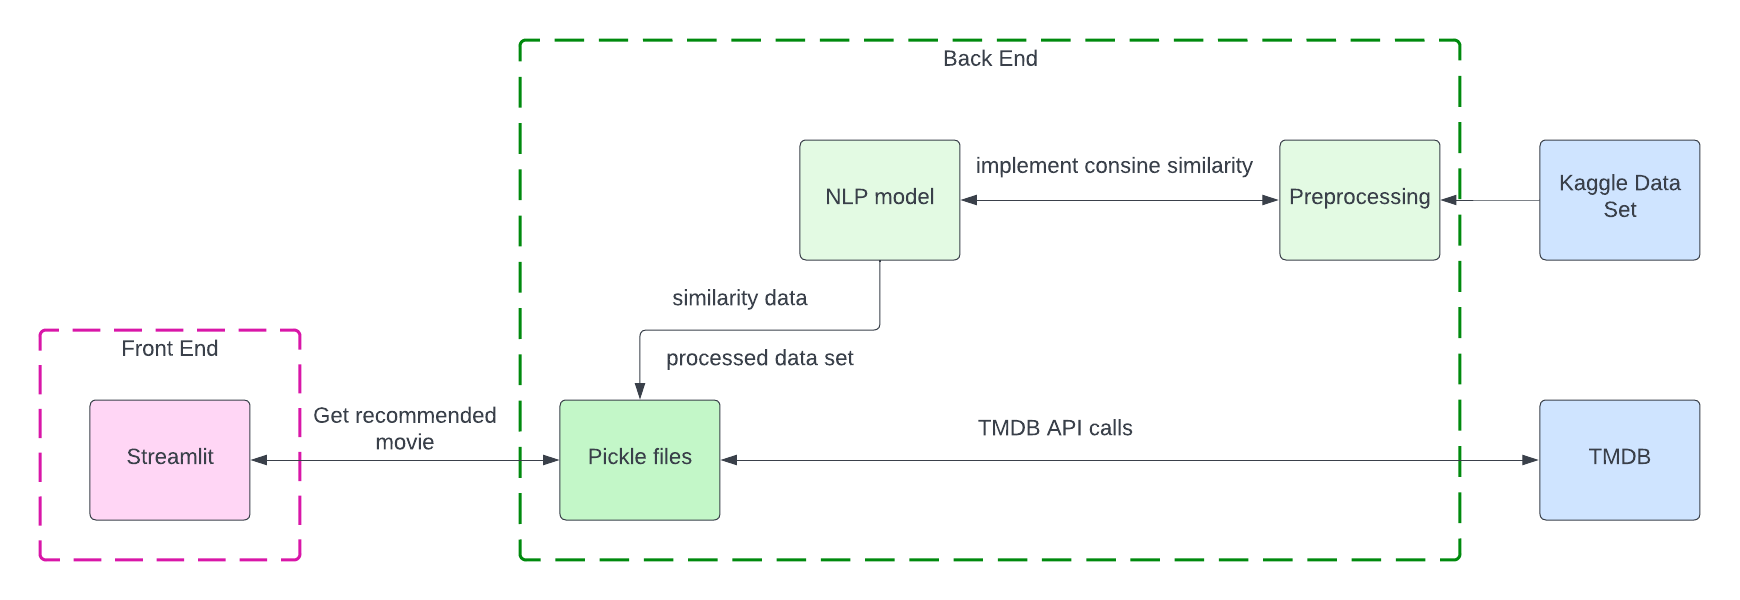 Back End
NLP model
implement consine similarity
Preprocessing
Kaggle Data
Set
similarity data
processed data set
Front End
Streamlit
Get recommended
movie
Pickle files
TMDB API calls
TMDB